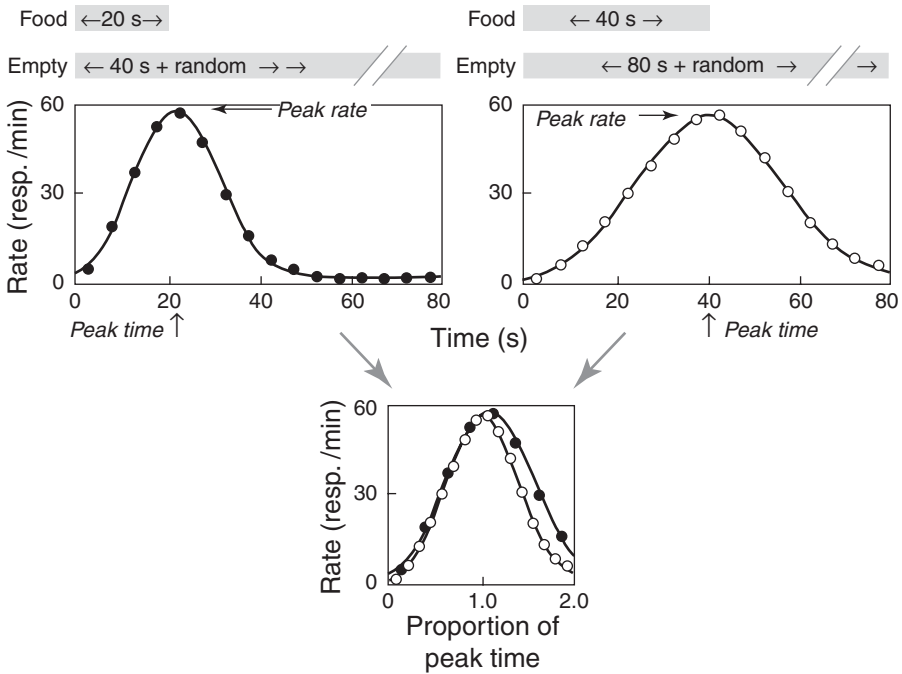 Food ←20 s→
Food ← 40 s →
Empty ← 40 s + random → →
Empty ← 80 s + random → →
Rate (resp./min)
60
30
0
←— Peak rate
0 20 40 60 80
Peak time ↑
60
30
0
Peak rate →
0 20 40 60 80
↑ Peak time
Time (s)
Rate (resp./min)
60
30
0
0 1.0 2.0
Proportion of
peak time